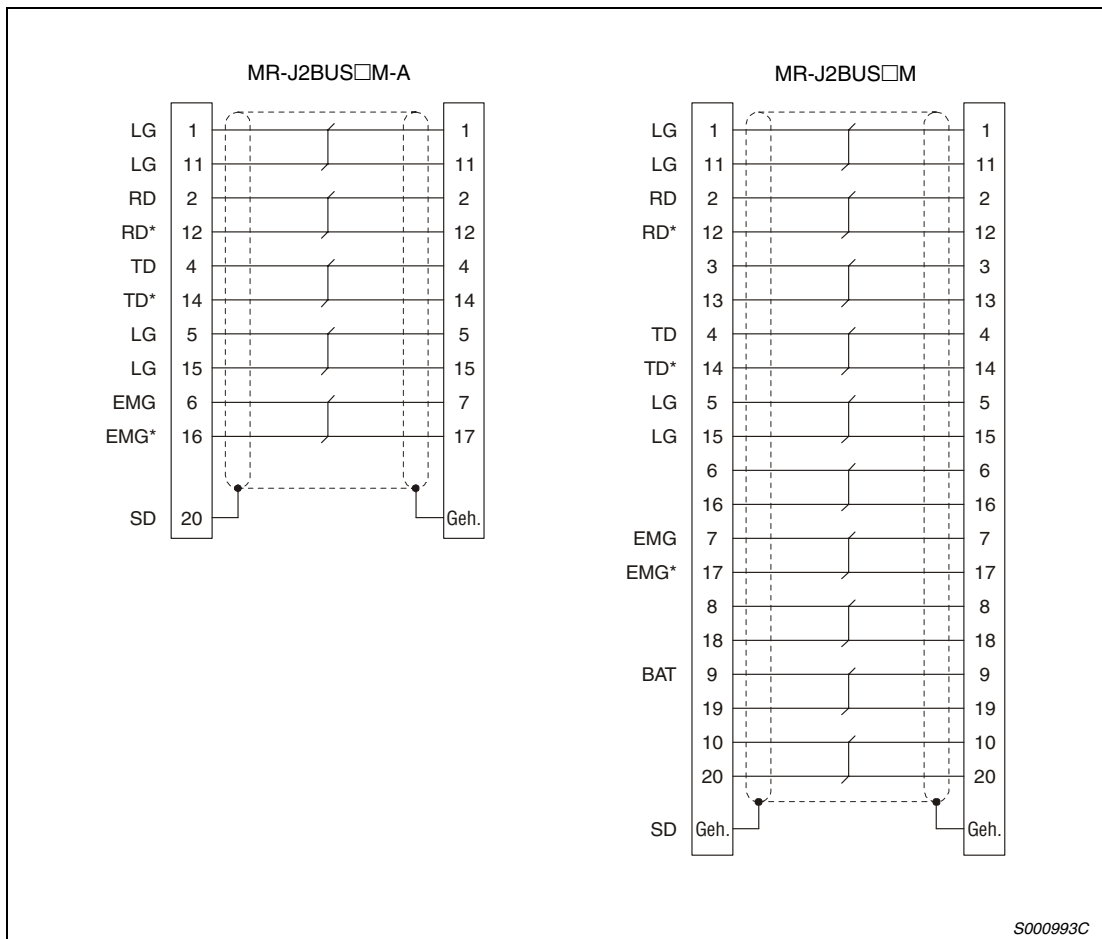 MR-J2BUS□M-A
LG 1 1
LG 11 11
RD 2 2
RD* 12 12
TD 4 4
TD* 14 14
LG 5 5
LG 15 15
EMG 6 7
EMG* 16 17
SD 20 Geh.
MR-J2BUS□M
LG 1 1
LG 11 11
RD 2 2
RD* 12 12
3 3
13 13
TD 4 4
TD* 14 14
LG 5 5
LG 15 15
6 6
16 16
EMG 7 7
EMG* 17 17
8 8
18 18
BAT 9 9
19 19
10 10
20 20
SD Geh. Geh.
S000993C